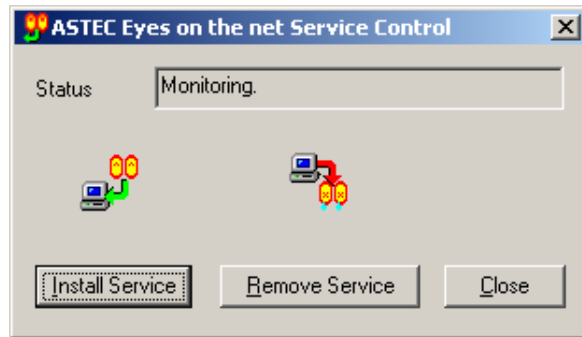 ASTEC Eyes on the net Service Control
Status Monitoring.
Install Service Remove Service Close